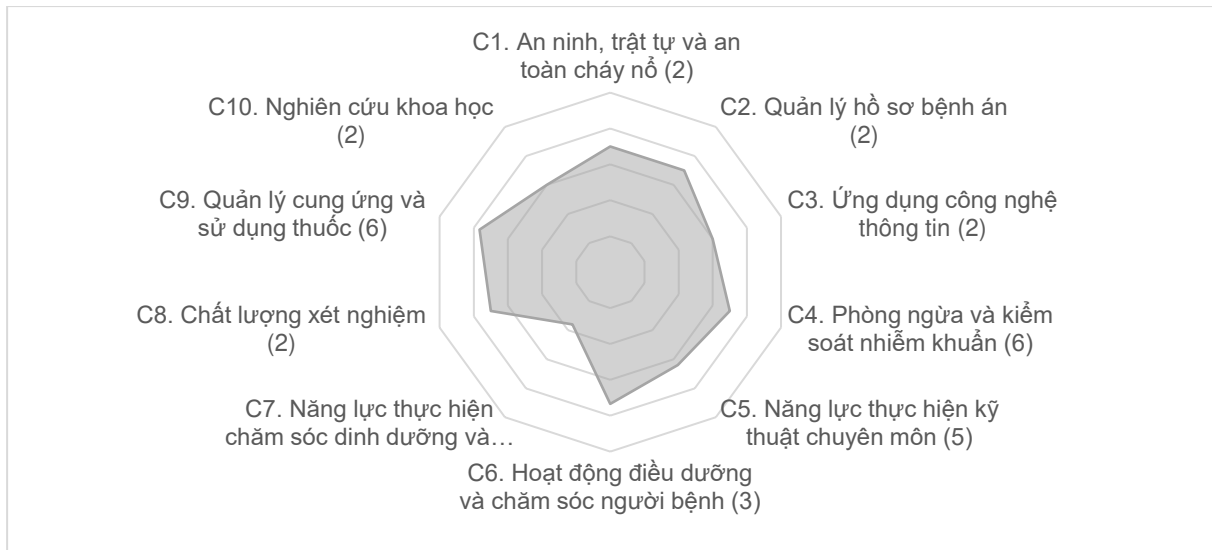 C1. An ninh, trật tự và an
toàn cháy nổ (2)
C2. Quản lý hồ sơ bệnh án
(2)
C3. Ứng dụng công nghệ
thông tin (2)
C4. Phòng ngừa và kiểm
soát nhiễm khuẩn (6)
C5. Năng lực thực hiện kỹ
thuật chuyên môn (5)
C6. Hoạt động điều dưỡng
và chăm sóc người bệnh (3)
C7. Năng lực thực hiện
chăm sóc dinh dưỡng và…
C8. Chất lượng xét nghiệm
(2)
C9. Quản lý cung ứng và
sử dụng thuốc (6)
C10. Nghiên cứu khoa học
(2)